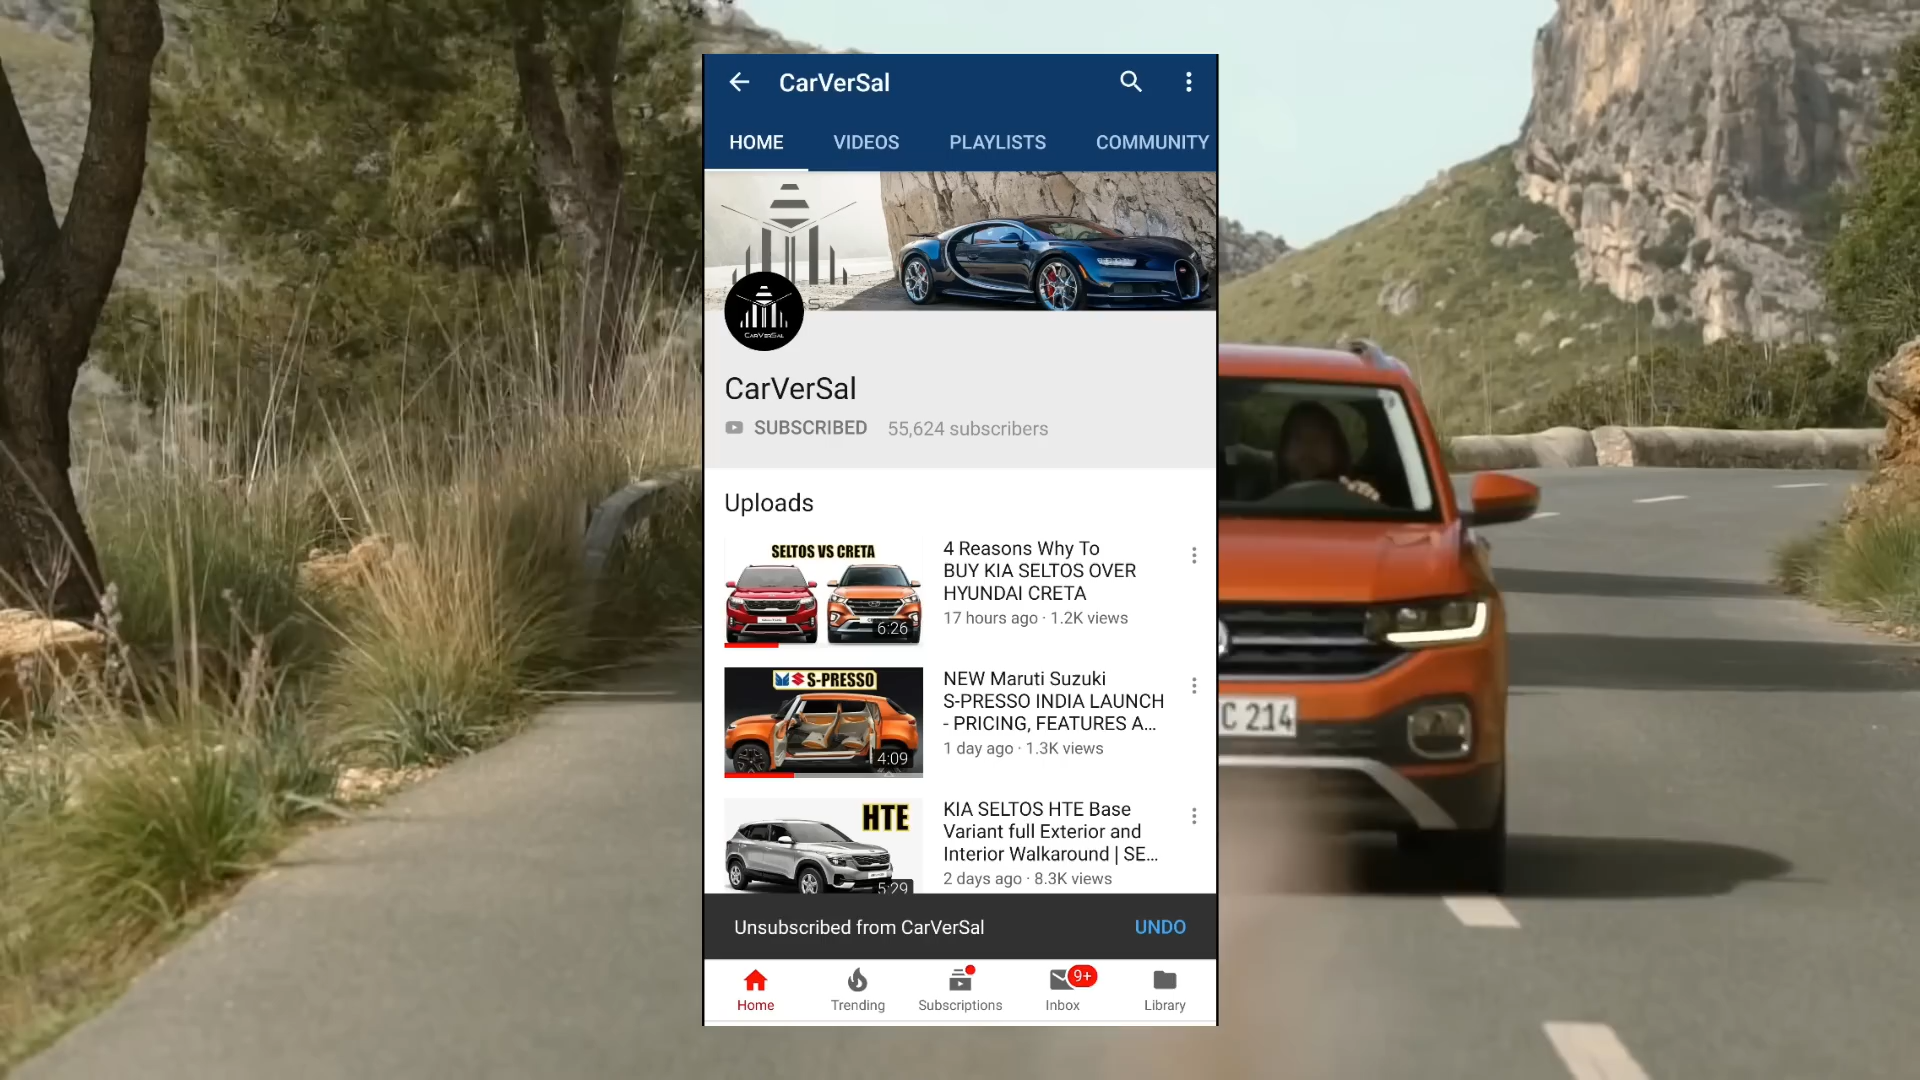 CarVerSal
HOME VIDEOS PLAYLISTS COMMUNITY
CARVERSAL
CarVerSal
SUBSCRIBED 55,624 subscribers
Uploads
SELTOS VS CRETA
6:26
4 Reasons Why To
BUY KIA SELTOS OVER
HYUNDAI CRETA
17 hours ago · 1.2K views
S-PRESSO
4:09
NEW Maruti Suzuki
S-PRESSO INDIA LAUNCH
- PRICING, FEATURES A...
1 day ago · 1.3K views
HTE
5:29
KIA SELTOS HTE Base
Variant full Exterior and
Interior Walkaround | SE...
2 days ago · 8.3K views
Unsubscribed from CarVerSal UNDO
9+
Home Trending Subscriptions Inbox Library
C 214